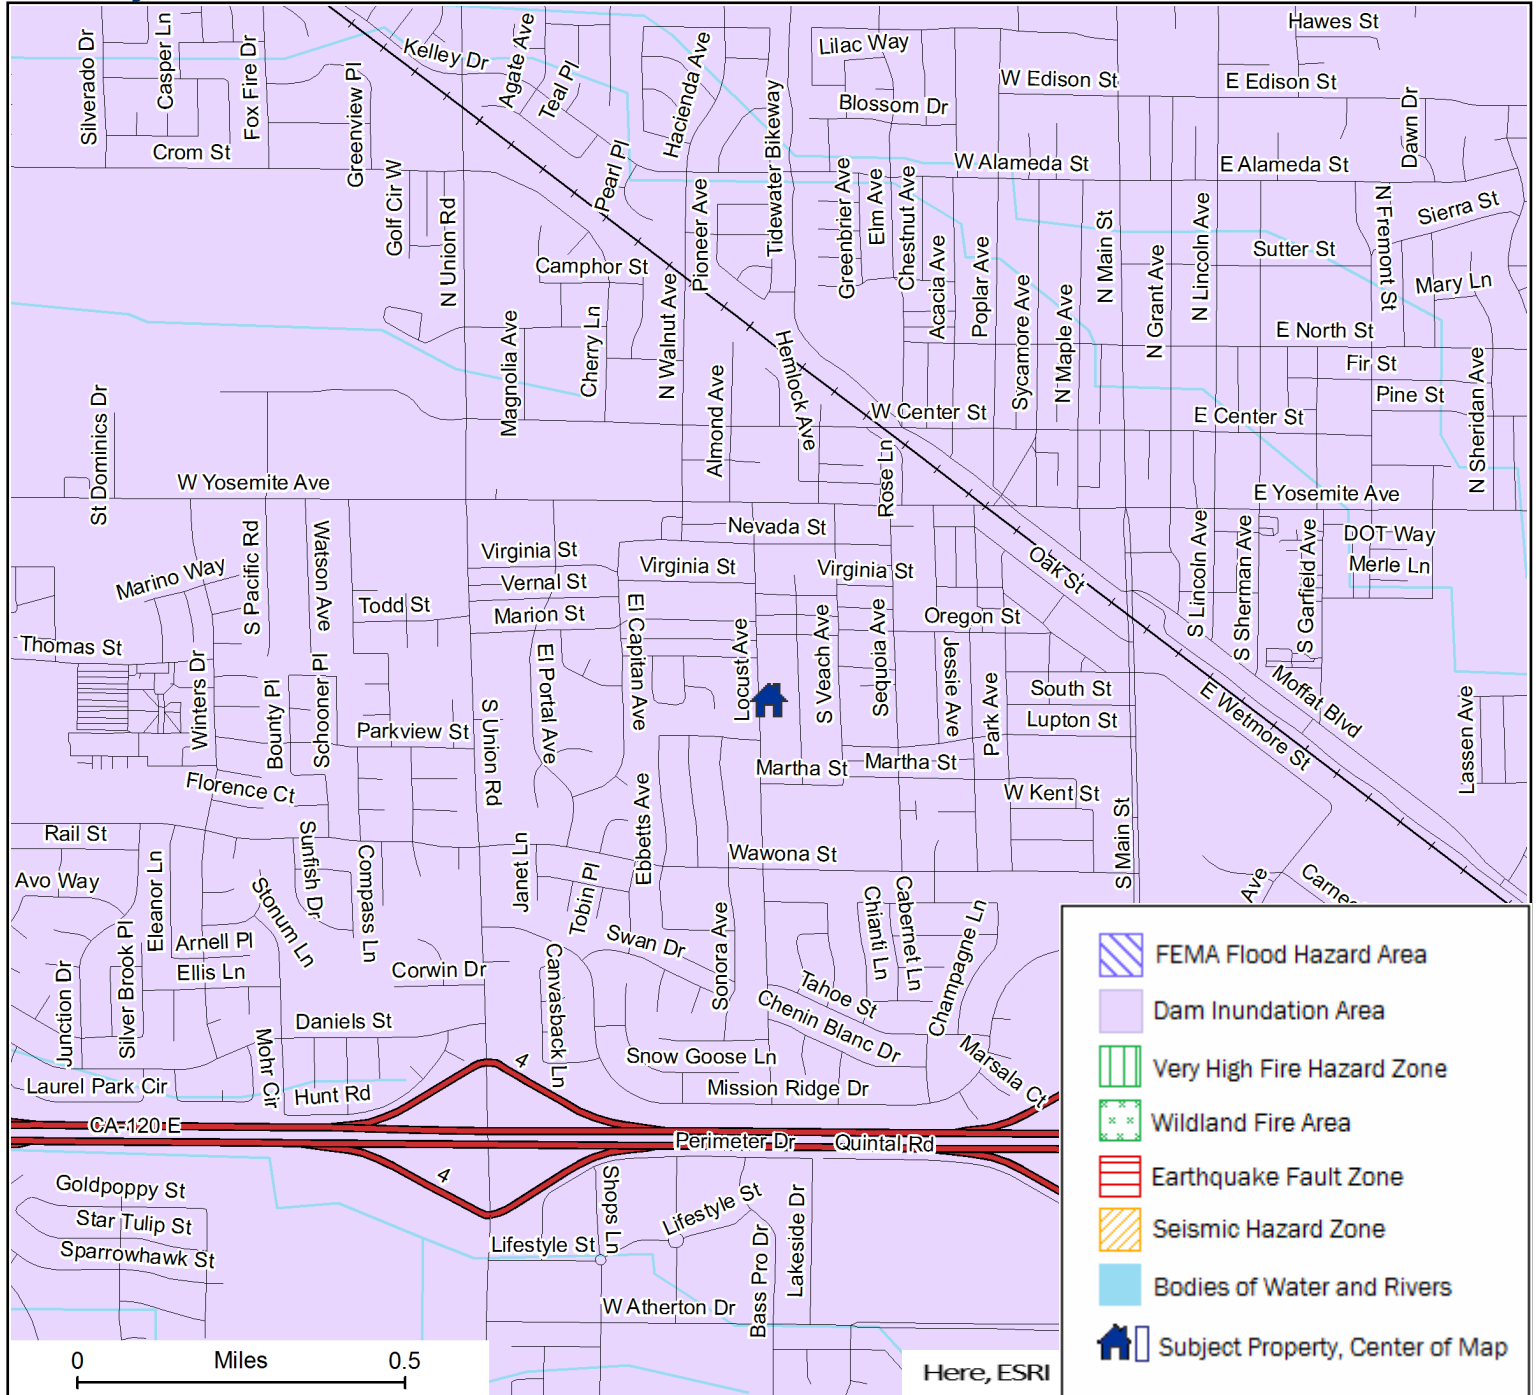 Hawes St
Silverado Dr
Casper Ln
Fox Fire Dr
Kelley Dr
Agate Ave
Teal Pl
Hacienda Ave
Lilac Way
W Edison St
E Edison St
Blossom Dr
Tidewater Bikeway
Dawn Dr
Greenview Pl
Crom St
Pearl Pl
W Alameda St
E Alameda St
Golf Cir W
N Union Rd
Pioneer Ave
Greenbrier Ave
Elm Ave
Chestnut Ave
N Fremont St
Sierra St
Acacia Ave
Poplar Ave
N Main St
N Lincoln Ave
Sutter St
Camphor St
Sycamore Ave
N Maple Ave
N Grant Ave
Mary Ln
Magnolia Ave
Cherry Ln
N Walnut Ave
E North St
Hemlock Ave
Fir St
Almond Ave
Pine St
N Sheridan Ave
St Dominics Dr
W Center St
E Center St
Rose Ln
W Yosemite Ave
E Yosemite Ave
Nevada St
S Pacific Rd
Watson Ave
DOT Way
Virginia St
Virginia St
Virginia St
Oak St
S Lincoln Ave
S Sherman Ave
S Garfield Ave
Merle Ln
Marino Way
Vernal St
Todd St
Marion St
El Capitan Ave
S Veach Ave
Sequoia Ave
Oregon St
Thomas St
Winters Dr
El Portal Ave
Locust Ave
Jessie Ave
Park Ave
South St
Moffat Blvd
Bounty Pl
Schooner Pl
Parkview St
S Union Rd
Lupton St
E Wetmore St
Lassen Ave
Martha St
Martha St
Florence Ct
W Kent St
Ebbetts Ave
S Main St
Rail St
Sunfish Dr
Compass Ln
Janet Ln
Wawona St
Avo Way
Eleanor Ln
Stonum Ln
Tobin Pl
Chianti Ln
Cabernet Ln
Ave
Carnes
Arnell Pl
Ellis Ln
Swan Dr
Sonora Ave
Champagne Ln
Junction Dr
Silver Brook Pl
Corwin Dr
Canvasback Ln
Tahoe St
Chenin Blanc Dr
Daniels St
Mohr Cir
Snow Goose Ln
Marsala Ct
Laurel Park Cir
Hunt Rd
4
Mission Ridge Dr
CA-120 E
Perimeter Dr
Quintal Rd
4
Goldpoppy St
Star Tulip St
Sparrowhawk St
Shops Ln
Lifestyle St
Lifestyle St
Bass Pro Dr
Lakeside Dr
W Atherton Dr
0 Miles 0.5
Here, ESRI
FEMA Flood Hazard Area
Dam Inundation Area
Very High Fire Hazard Zone
Wildland Fire Area
Earthquake Fault Zone
Seismic Hazard Zone
Bodies of Water and Rivers
Subject Property, Center of Map